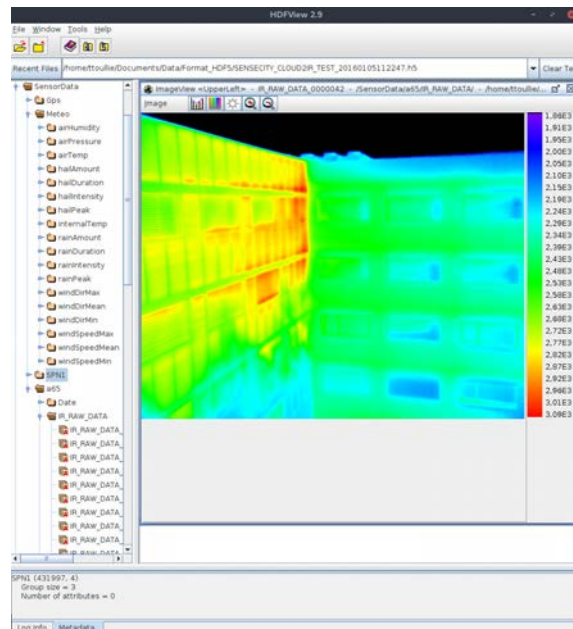 HDFView 2.9
File Window Tools Help
Recent Files /home/ttoullie/Documents/Data/Format_HDF5/SENSECITY_CLOUD2IR_TEST_20160105112247.h5 Clear Te
SensorData
Gps
Meteo
airHumidity
airPressure
airTemp
hailAmount
hailDuration
hailIntensity
hailPeak
internalTemp
rainAmount
rainDuration
rainIntensity
rainPeak
windDirMax
windDirMean
windDirMin
windSpeedMax
windSpeedMean
windSpeedMin
SPN1
a65
Date
IR_RAW_DATA
IR_RAW_DATA_
IR_RAW_DATA_
IR_RAW_DATA_
IR_RAW_DATA_
IR_RAW_DATA_
IR_RAW_DATA_
IR_RAW_DATA_
IR_RAW_DATA_
IR_RAW_DATA_
IR_RAW_DATA_
ImageView <UpperLeft> - IR_RAW_DATA_0000042 - /SensorData/a65/IR_RAW_DATA/ - /home/ttoullie/...
Image
1,86E3
1,91E3
1,95E3
2,00E3
2,05E3
2,10E3
2,15E3
2,19E3
2,24E3
2,29E3
2,34E3
2,39E3
2,43E3
2,48E3
2,53E3
2,58E3
2,63E3
2,68E3
2,72E3
2,77E3
2,82E3
2,87E3
2,92E3
2,96E3
3,01E3
3,09E3
SPN1 (431997, 4)
Group size = 3
Number of attributes = 0
Log Info Metadata